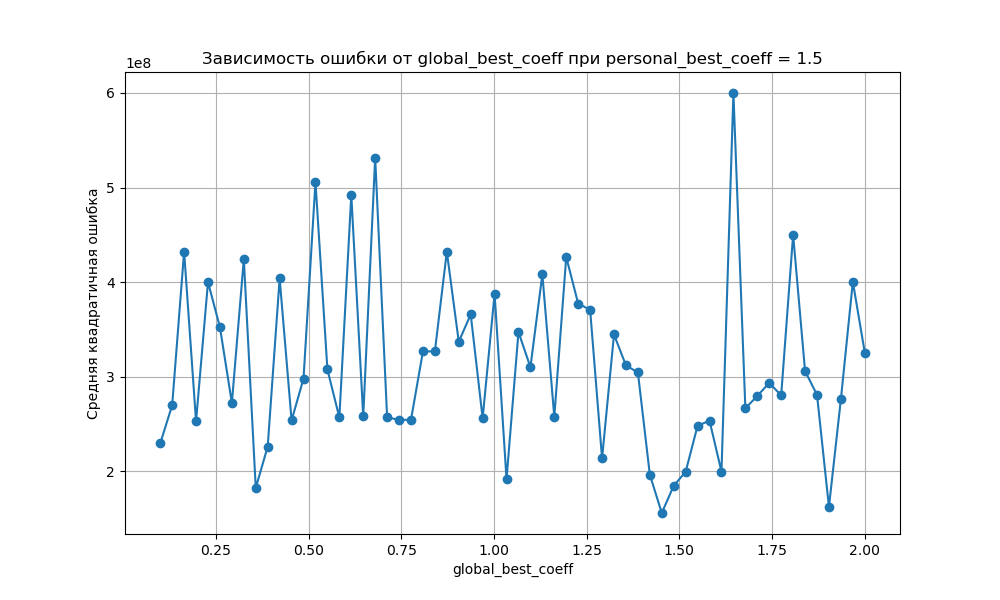 Зависимость ошибки от global_best_coeff при personal_best_coeff = 1.5
1e8
6
5
4
3
2
Средняя квадратичная ошибка
0.25 0.50 0.75 1.00 1.25 1.50 1.75 2.00
global_best_coeff